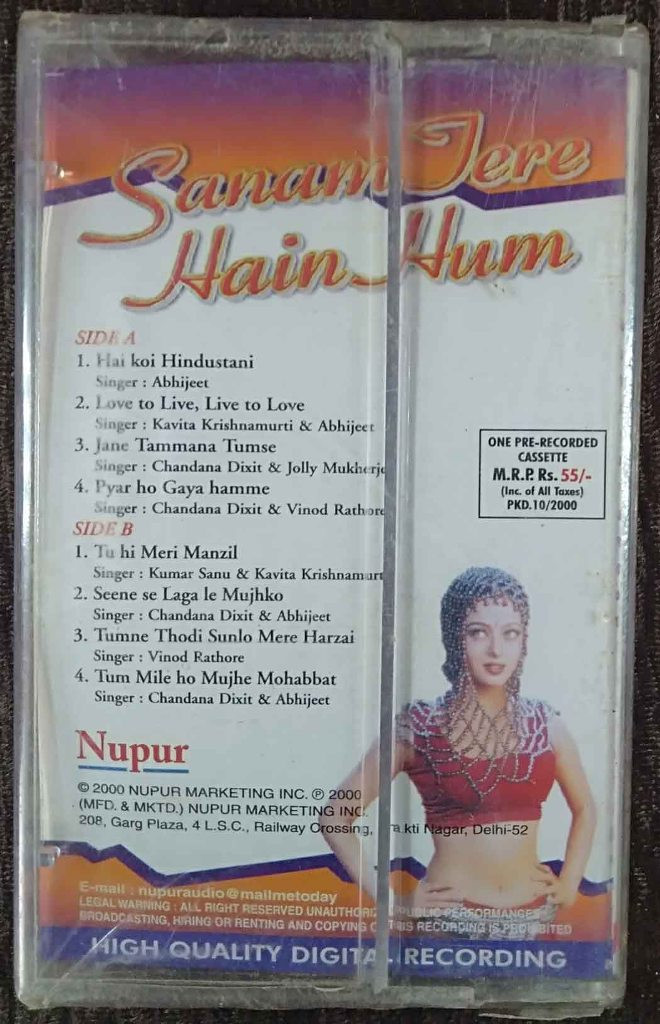 Sanam Tere
Hain Hum
SIDE A
1. Hai koi Hindustani
Singer : Abhijeet
2. Love to Live, Live to Love
Singer : Kavita Krishnamurti & Abhijeet
3. Jane Tammana Tumse
Singer : Chandana Dixit & Jolly Mukherje
4. Pyar ho Gaya hamme
Singer : Chandana Dixit & Vinod Rathore
SIDE B
1. Tu hi Meri Manzil
Singer : Kumar Sanu & Kavita Krishnamurt
2. Seene se Laga le Mujhko
Singer : Chandana Dixit & Abhijeet
3. Tumne Thodi Sunlo Mere Harzai
Singer : Vinod Rathore
4. Tum Mile ho Mujhe Mohabbat
Singer : Chandana Dixit & Abhijeet
ONE PRE-RECORDED
CASSETTE
M.R.P. Rs. 55/-
(Inc. of All Taxes)
PKD.10/2000
Nupur
© 2000 NUPUR MARKETING INC. ℗ 2000
(MFD. & MKTD.) NUPUR MARKETING INC.
208, Garg Plaza, 4 L.S.C., Railway Crossing, Nagar, Delhi-52
E-mail : nupuraudio@mailmetoday
LEGAL WARNING : ALL RIGHT RESERVED UNAUTHORIZ PUBLIC PERFORMANCES
BROADCASTING, HIRING OR RENTING AND COPYING OF THIS RECORDING IS PROHIBITED
HIGH QUALITY DIGITAL RECORDING